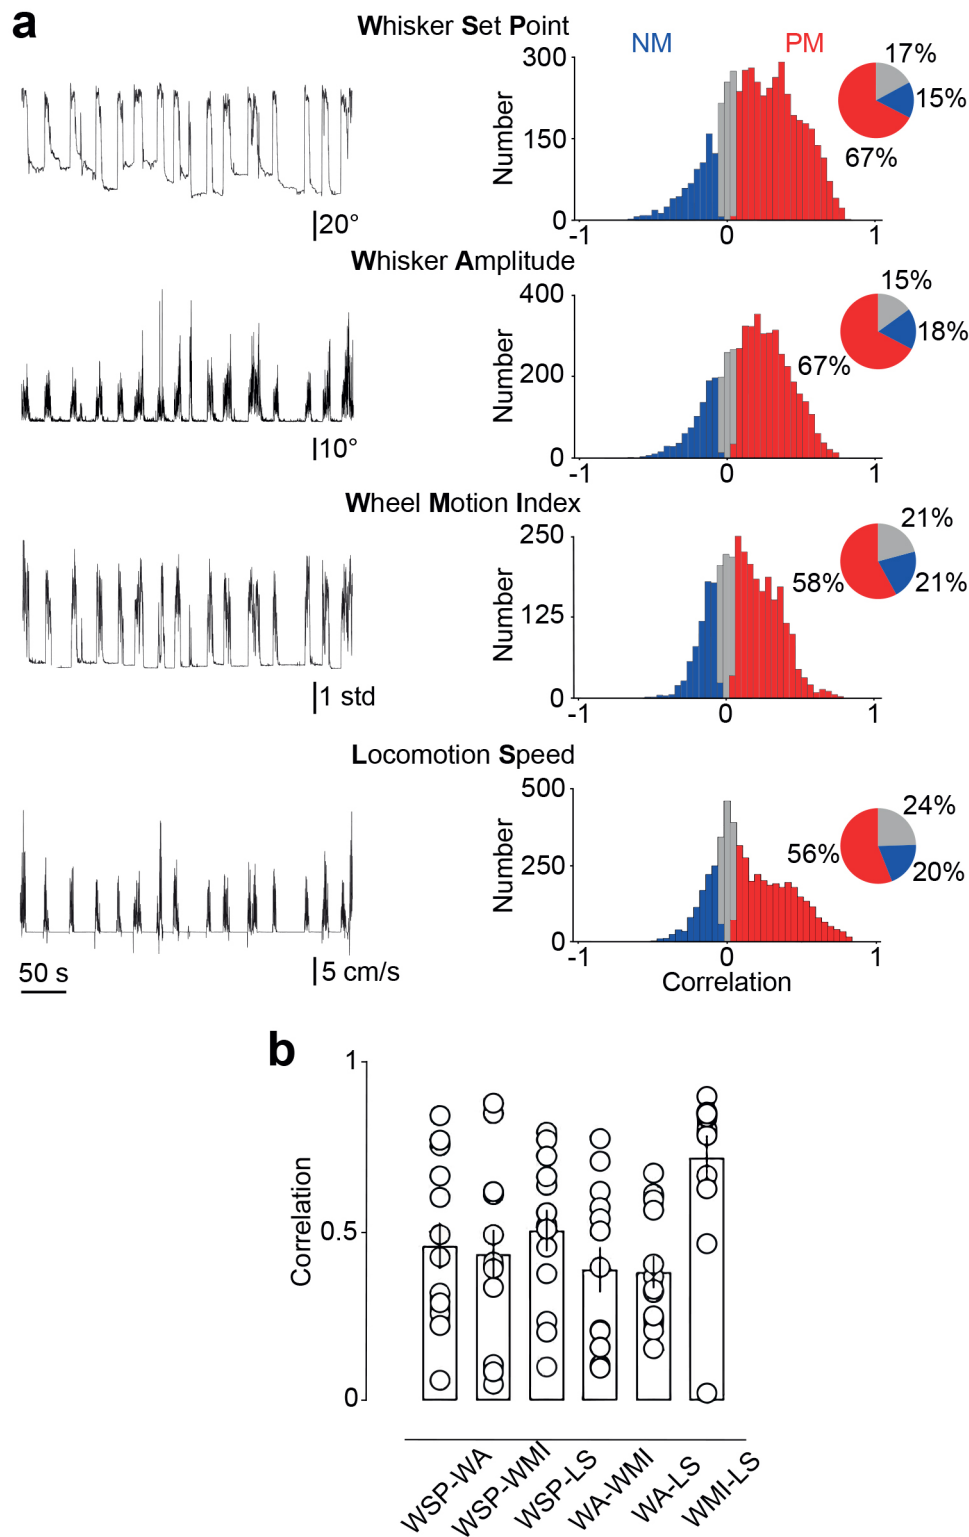 a
Whisker Set Point
NM
PM
300
150
0
Number
-1
0
1
17%
15%
67%
20°
Whisker Amplitude
400
200
0
Number
-1
0
1
15%
18%
67%
10°
Wheel Motion Index
250
125
0
Number
-1
0
1
21%
21%
58%
1 std
Locomotion Speed
500
250
0
Number
-1
0
1
Correlation
24%
20%
56%
50 s
5 cm/s
b
1
0.5
0
Correlation
WSP-WA
WSP-WMI
WSP-LS
WA-WMI
WA-LS
WMI-LS